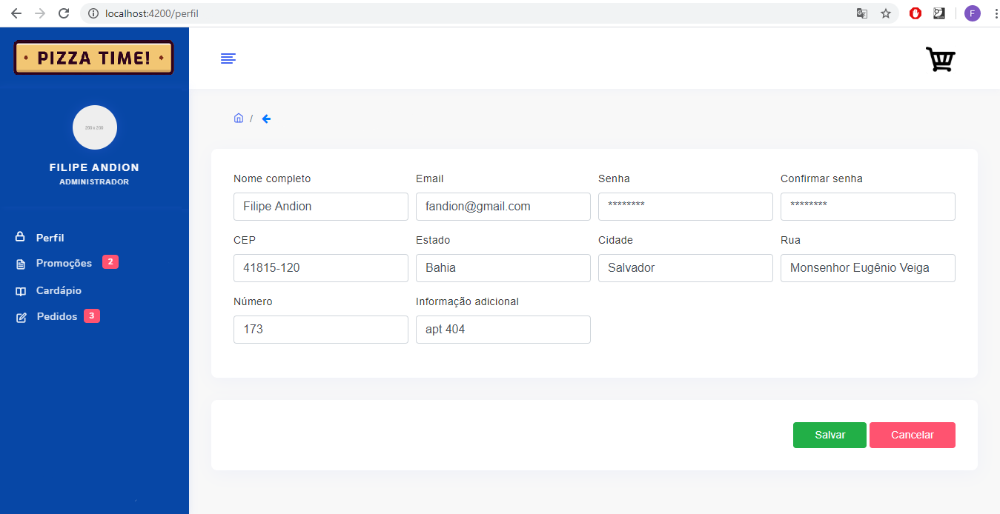 localhost:4200/perfil
F
· PIZZA TIME! ·
200 x 200
FILIPE ANDION
ADMINISTRADOR
Perfil
Promoções 2
Cardápio
Pedidos 3
/
Nome completo Email Senha Confirmar senha
Filipe Andion fandion@gmail.com ******** ********
CEP Estado Cidade Rua
41815-120 Bahia Salvador Monsenhor Eugênio Veiga
Número Informação adicional
173 apt 404
Salvar Cancelar